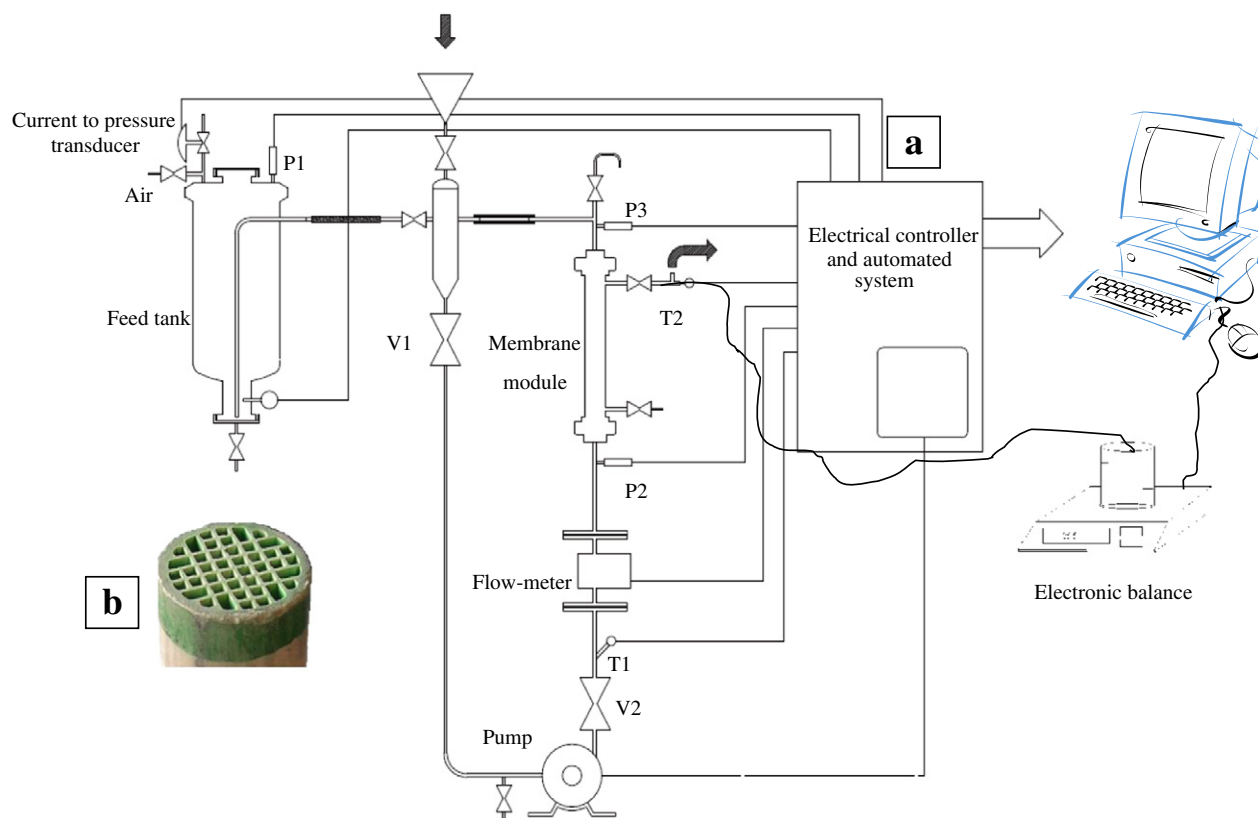 a
Current to pressure
transducer
P1
Air
P3
Electrical controller
and automated
system
Feed tank
V1
T2
Membrane
module
P2
Flow-meter
Electronic balance
b
T1
V2
Pump